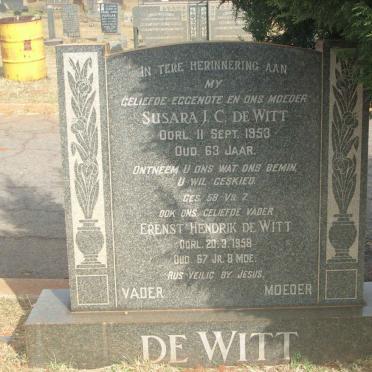 IN TERE HERINNERING AAN
MY
GELIEFDE EGGENOTE EN ONS MOEDER
SUSARA J. C. DE WITT
OORL. 11 SEPT. 1953
OUD. 63 JAAR.
ONTNEEM U ONS WAT ONS BEMIN,
U WIL GESKIED.
GES. 58 VS. 2.
OOK ONS GELIEFDE VADER
ERENST HENDRIK DE WITT
OORL. 20.3.1958
OUD 67 JR. 8 MDE.
RUS VEILIG BY JESUS.
VADER MOEDER
DE WITT